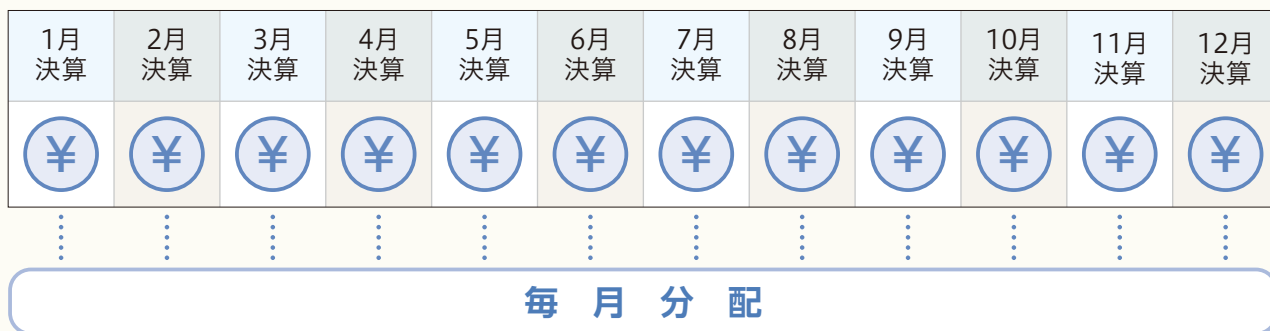 1月 2月 3月 4月 5月 6月 7月 8月 9月 10月 11月 12月
決算 決算 決算 決算 決算 決算 決算 決算 決算 決算 決算 決算
¥ ¥ ¥ ¥ ¥ ¥ ¥ ¥ ¥ ¥ ¥ ¥
毎月分配